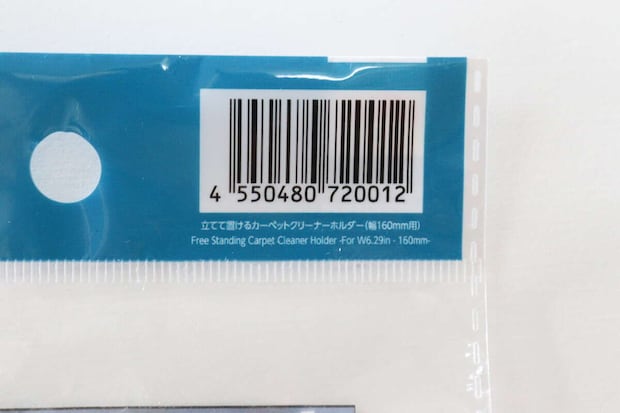 4 550480 720012
立てて置けるカーペットクリーナーホルダー(幅160mm用)
Free Standing Carpet Cleaner Holder -For W6.29in - 160mm-